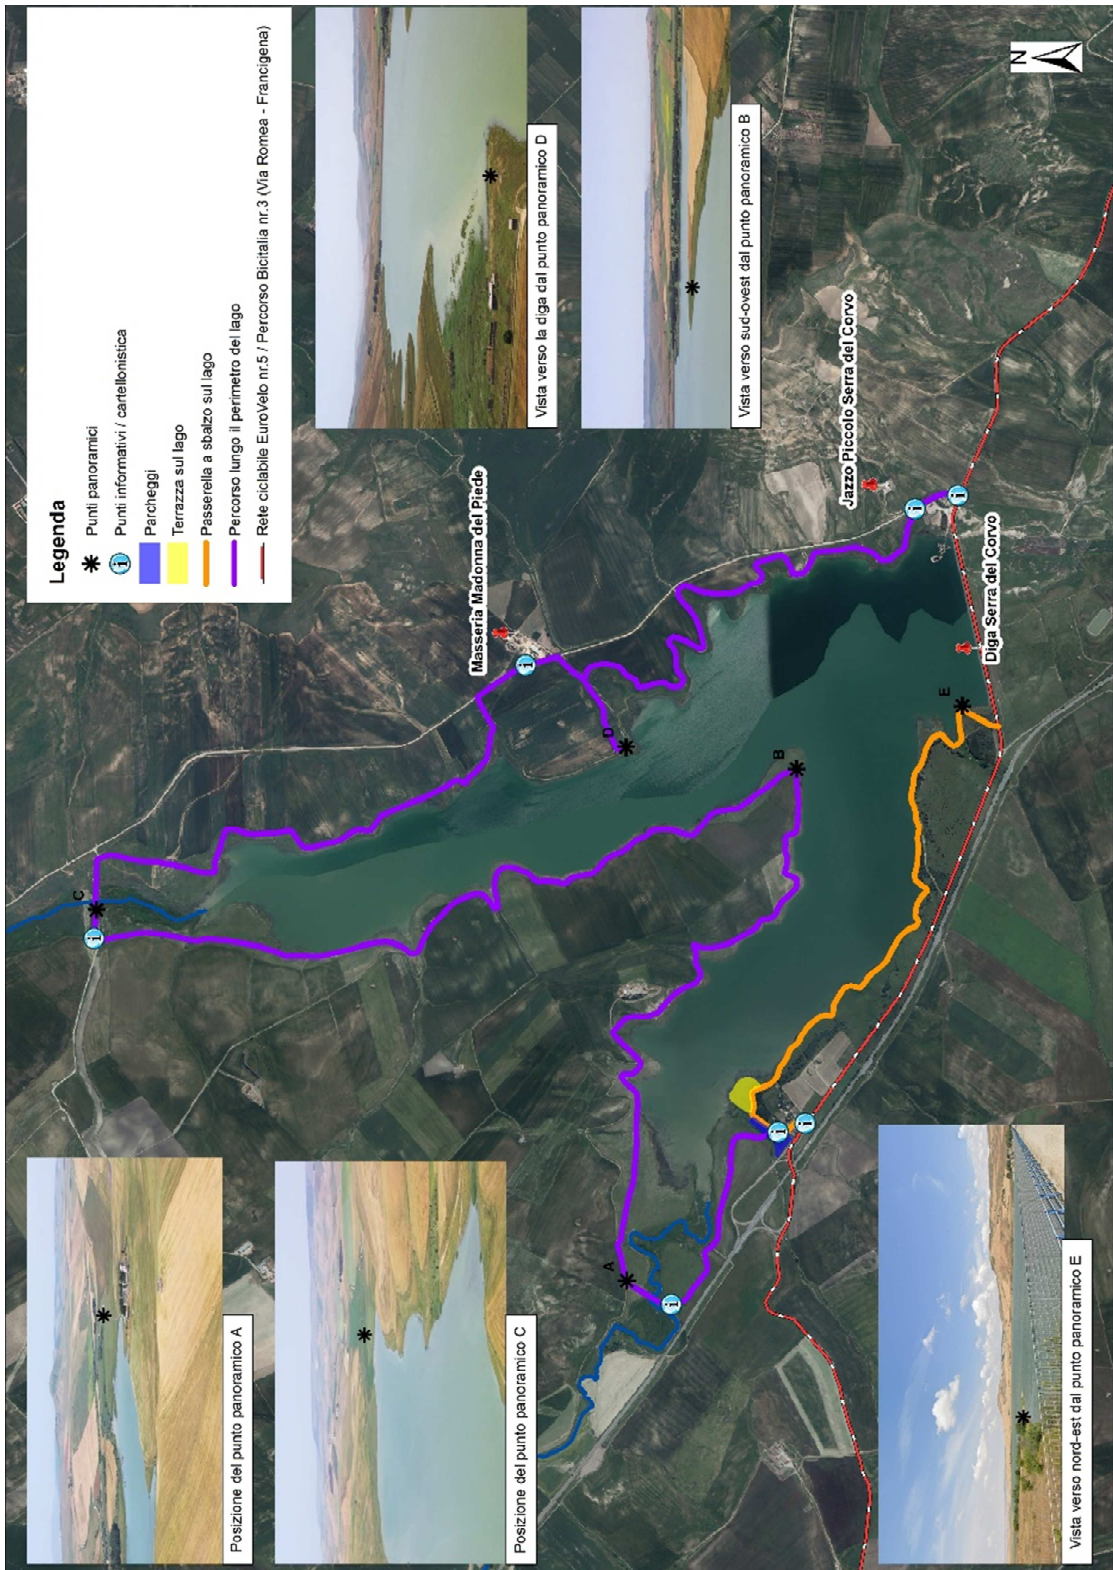 Legenda
Punti panoramici
Punti informativi / cartellonistica
Parcheggi
Terrazza sul lago
Passerella a sbalzo sul lago
Percorso lungo il perimetro del lago
Rete ciclabile EuroVelo nr.5 / Percorso Bicitalia nr.3 (Via Romea - Francigena)
N
Posizione del punto panoramico A
Posizione del punto panoramico C
Vista verso la diga dal punto panoramico D
Vista verso sud-ovest dal punto panoramico B
Vista verso nord-est dal punto panoramico E
C
Masseria Madonna del Piede
D
A
B
Jazzo Piccolo Serra del Corvo
E
Diga Serra del Corvo